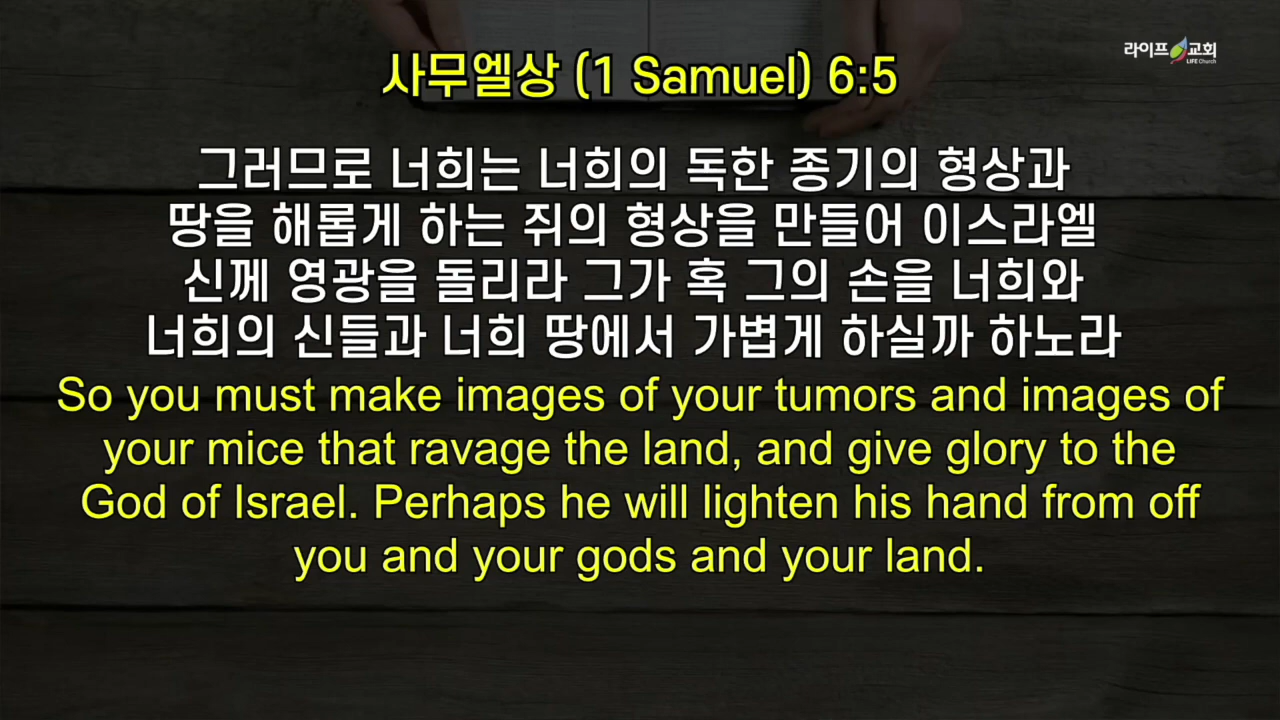 라이프 교회
LIFE Church
사무엘상 (1 Samuel) 6:5
그러므로 너희는 너희의 독한 종기의 형상과
땅을 해롭게 하는 쥐의 형상을 만들어 이스라엘
신께 영광을 돌리라 그가 혹 그의 손을 너희와
너희의 신들과 너희 땅에서 가볍게 하실까 하노라
So you must make images of your tumors and images of
your mice that ravage the land, and give glory to the
God of Israel. Perhaps he will lighten his hand from off
you and your gods and your land.